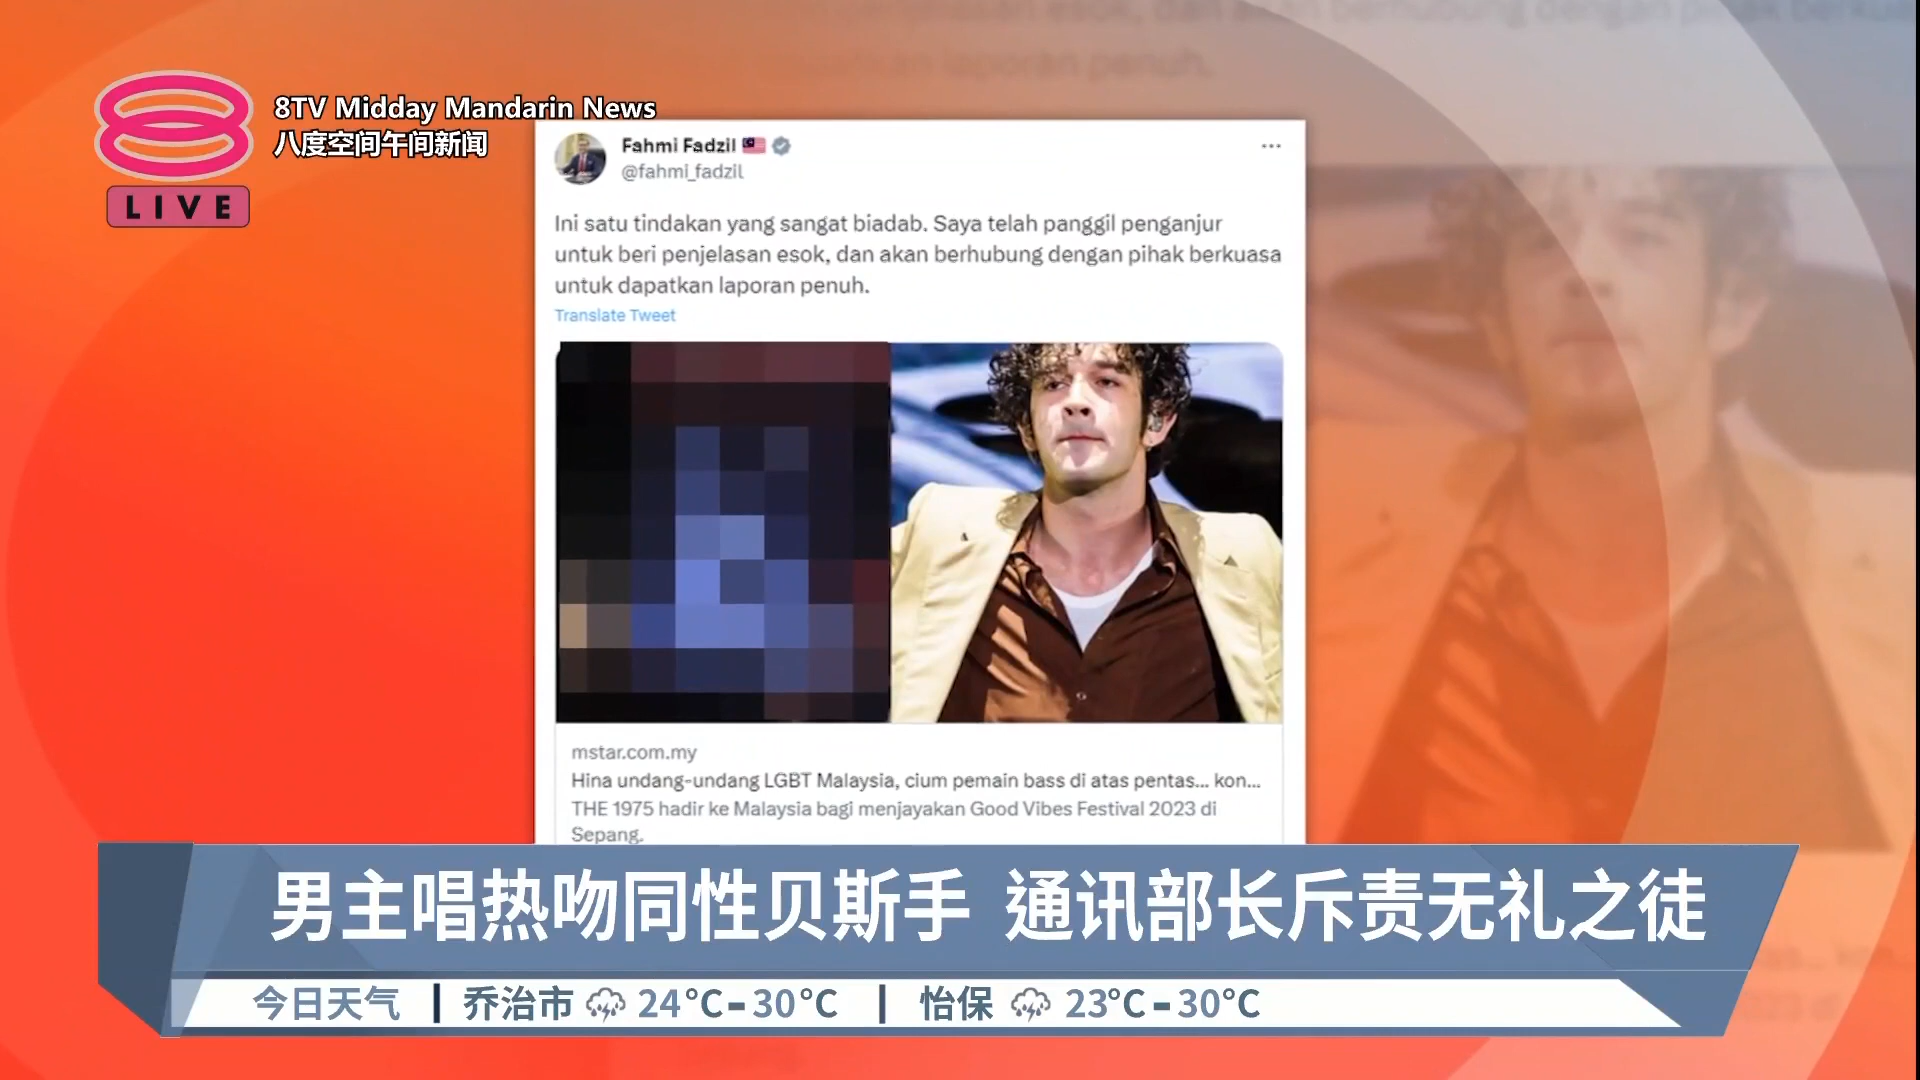 8TV Midday Mandarin News
八度空间午间新闻
LIVE
Fahmi Fadzil
@fahmi_fadzil
Ini satu tindakan yang sangat biadab. Saya telah panggil penganjur
untuk beri penjelasan esok, dan akan berhubung dengan pihak berkuasa
untuk dapatkan laporan penuh.
Translate Tweet
mstar.com.my
Hina undang-undang LGBT Malaysia, cium pemain bass di atas pentas... kon...
THE 1975 hadir ke Malaysia bagi menjayakan Good Vibes Festival 2023 di
Sepang.
男主唱热吻同性贝斯手 通讯部长斥责无礼之徒
今日天气 | 乔治市 24°C-30°C | 怡保 23°C-30°C